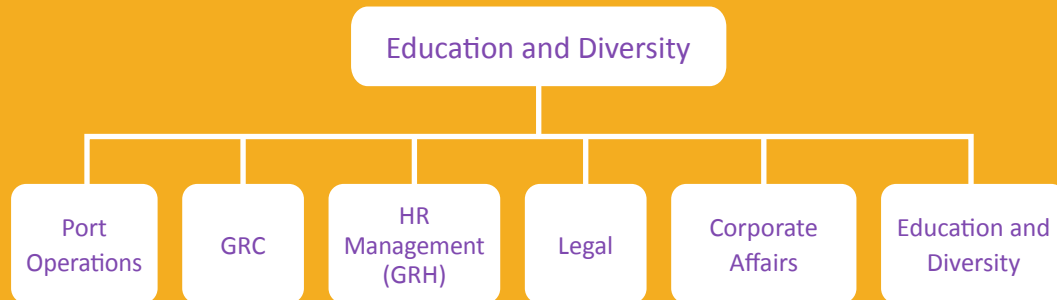 Education and Diversity
Port
Operations
GRC
HR
Management
(GRH)
Legal
Corporate
Affairs
Education and
Diversity